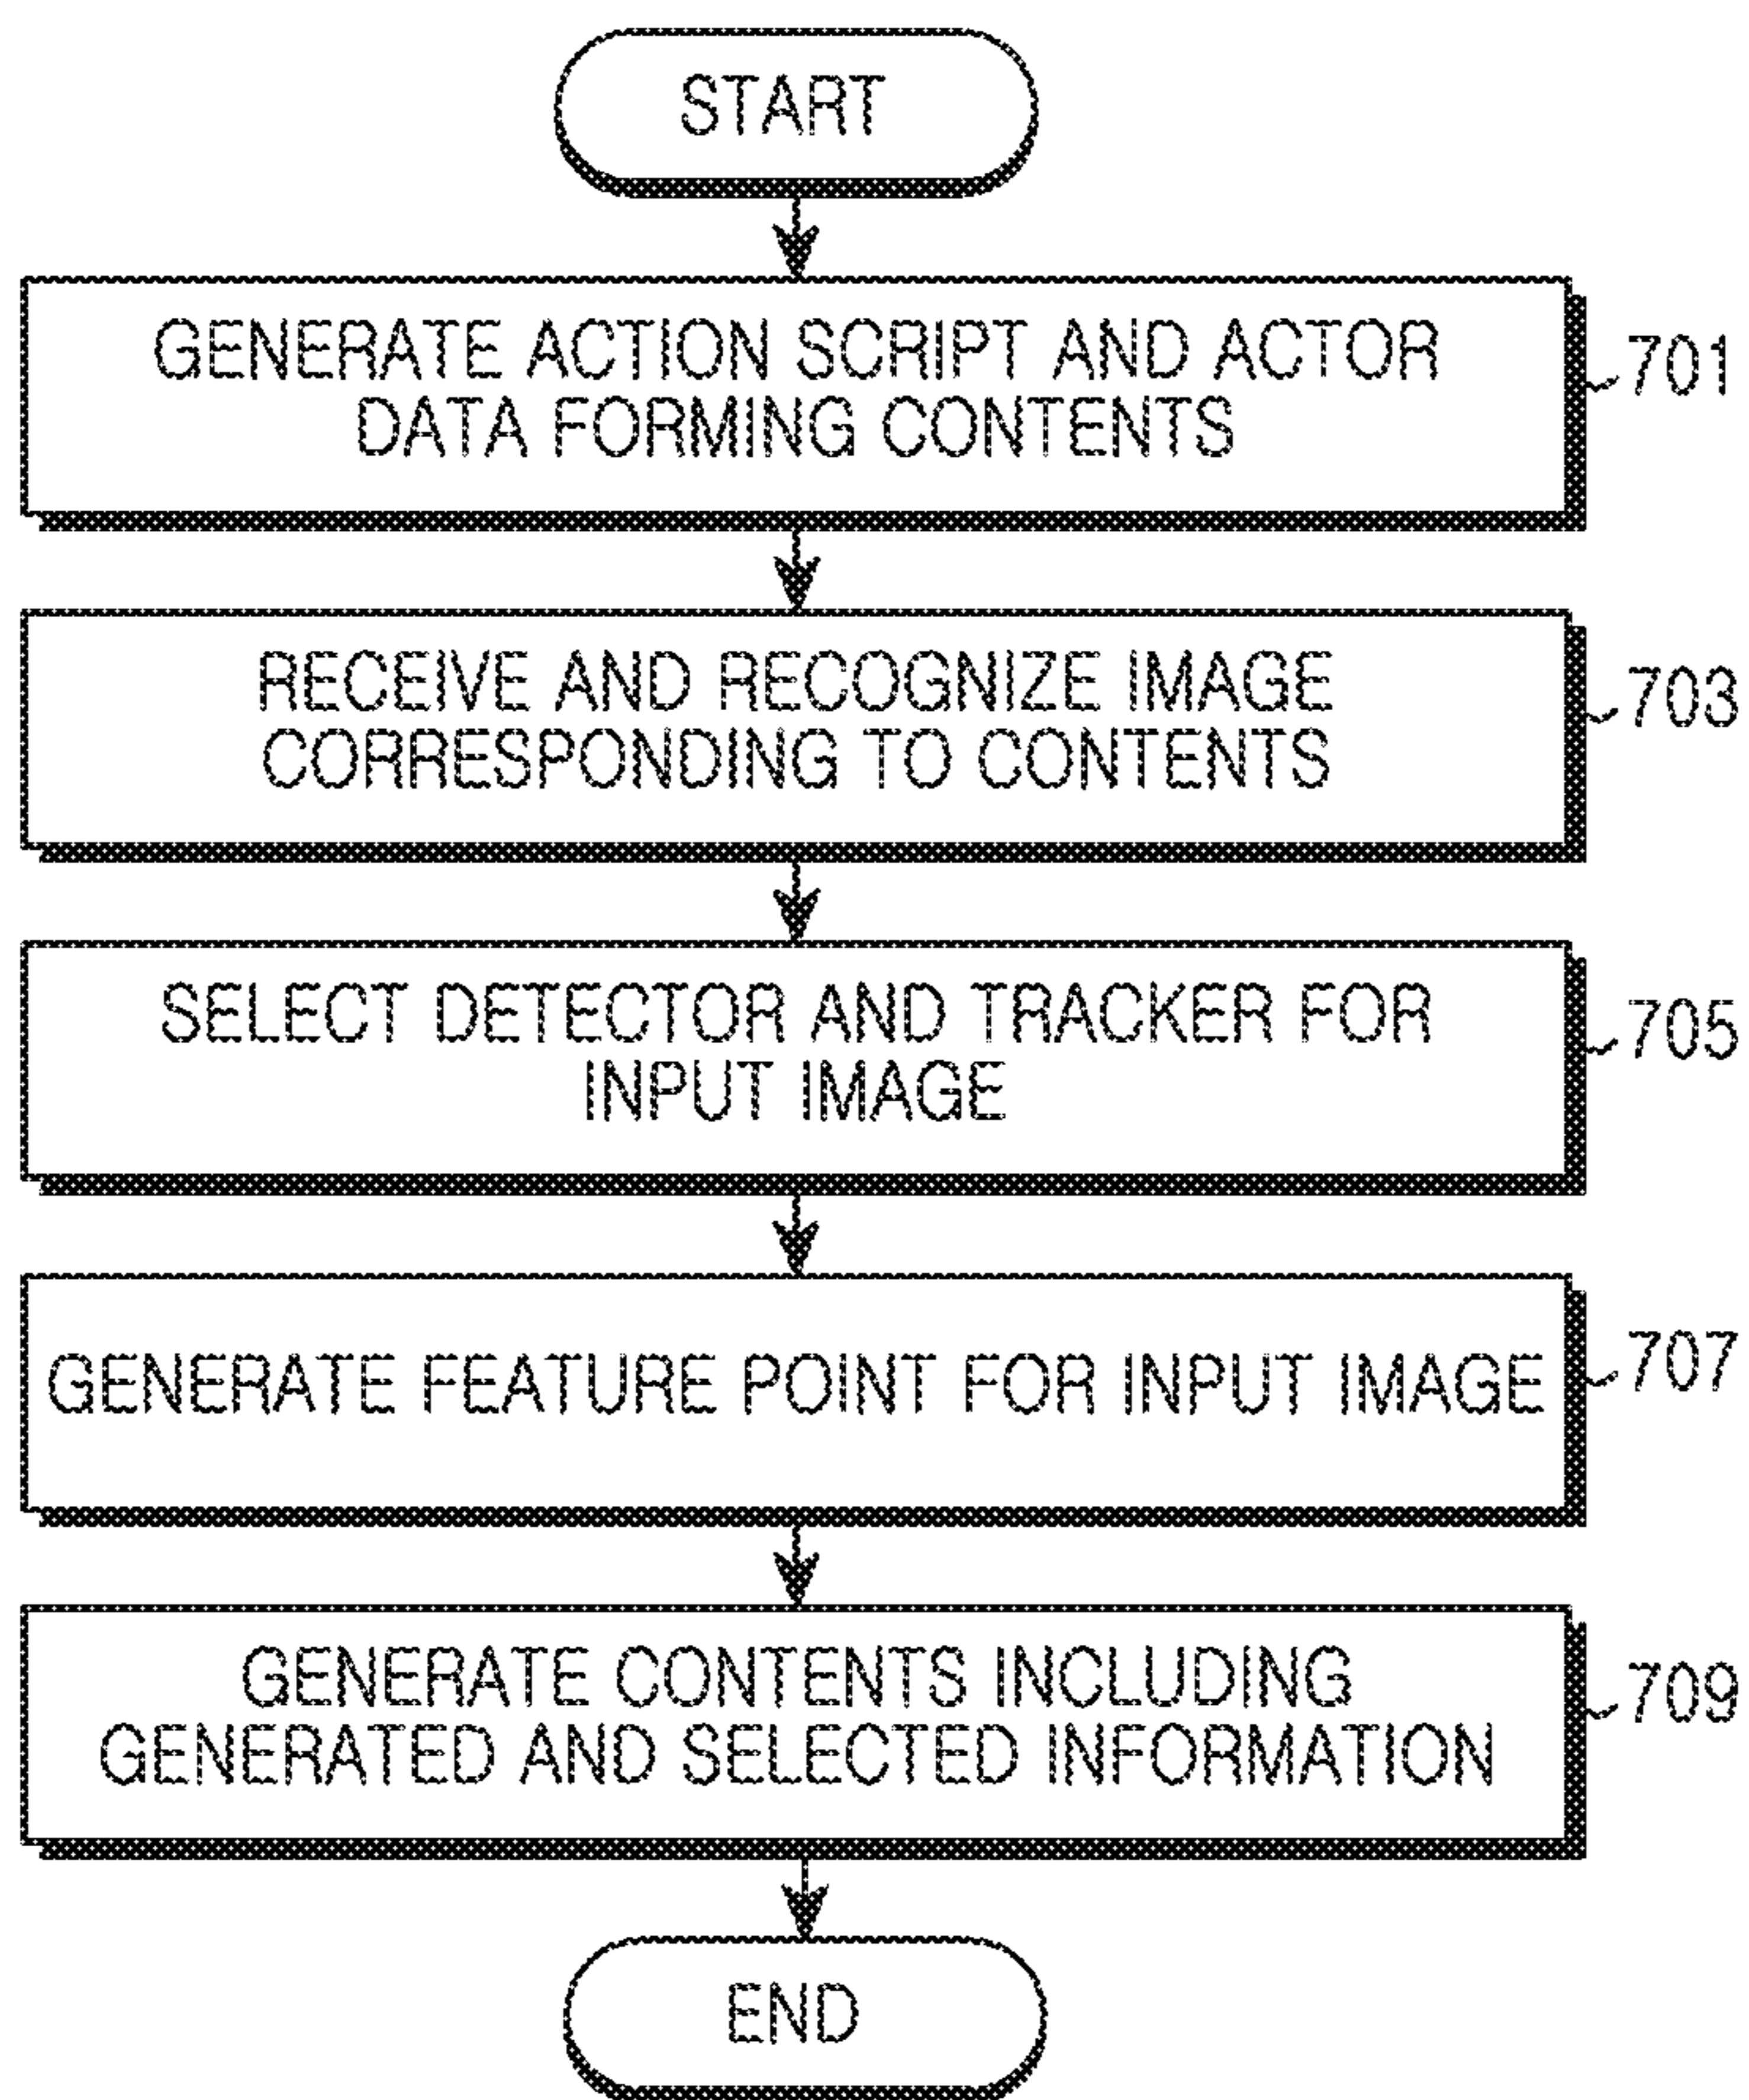 START
GENERATE ACTION SCRIPT AND ACTOR
DATA FORMING CONTENTS
701
RECEIVE AND RECOGNIZE IMAGE
CORRESPONDING TO CONTENTS
703
SELECT DETECTOR AND TRACKER FOR
INPUT IMAGE
705
GENERATE FEATURE POINT FOR INPUT IMAGE
707
GENERATE CONTENTS INCLUDING
GENERATED AND SELECTED INFORMATION
709
END